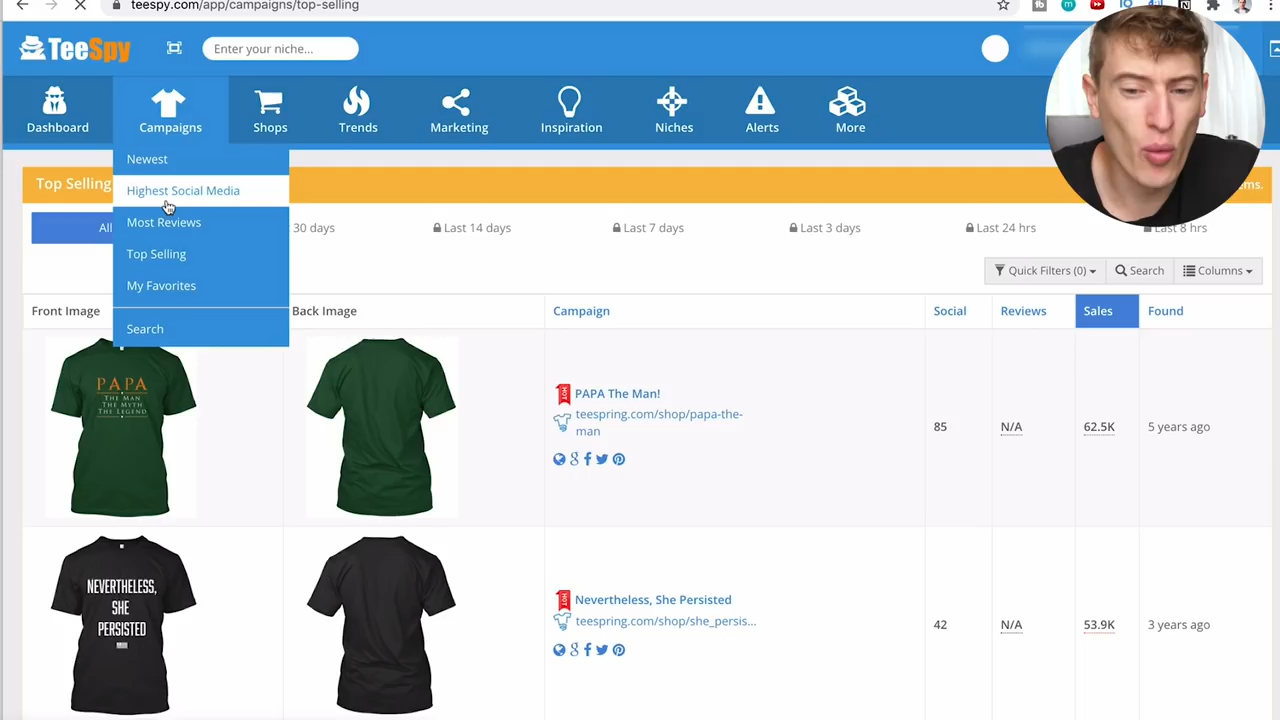 teespy.com/app/campaigns/top-selling
TeeSpy
Enter your niche...
Dashboard
Campaigns
Shops
Trends
Marketing
Inspiration
Niches
Alerts
More
Newest
Highest Social Media
Most Reviews
Top Selling
My Favorites
Search
Top Selling
All
30 days
Last 14 days
Last 7 days
Last 3 days
Last 24 hrs
Last 8 hrs
Quick Filters (0)
Search
Columns
Front Image
Back Image
Campaign
Social
Reviews
Sales
Found
PAPA
THE MAN
THE MYTH
THE LEGEND
HOT
PAPA The Man!
teespring.com/shop/papa-the-
man
85
N/A
62.5K
5 years ago
NEVERTHELESS,
SHE
PERSISTED
HOT
Nevertheless, She Persisted
teespring.com/shop/she_persis...
42
N/A
53.9K
3 years ago